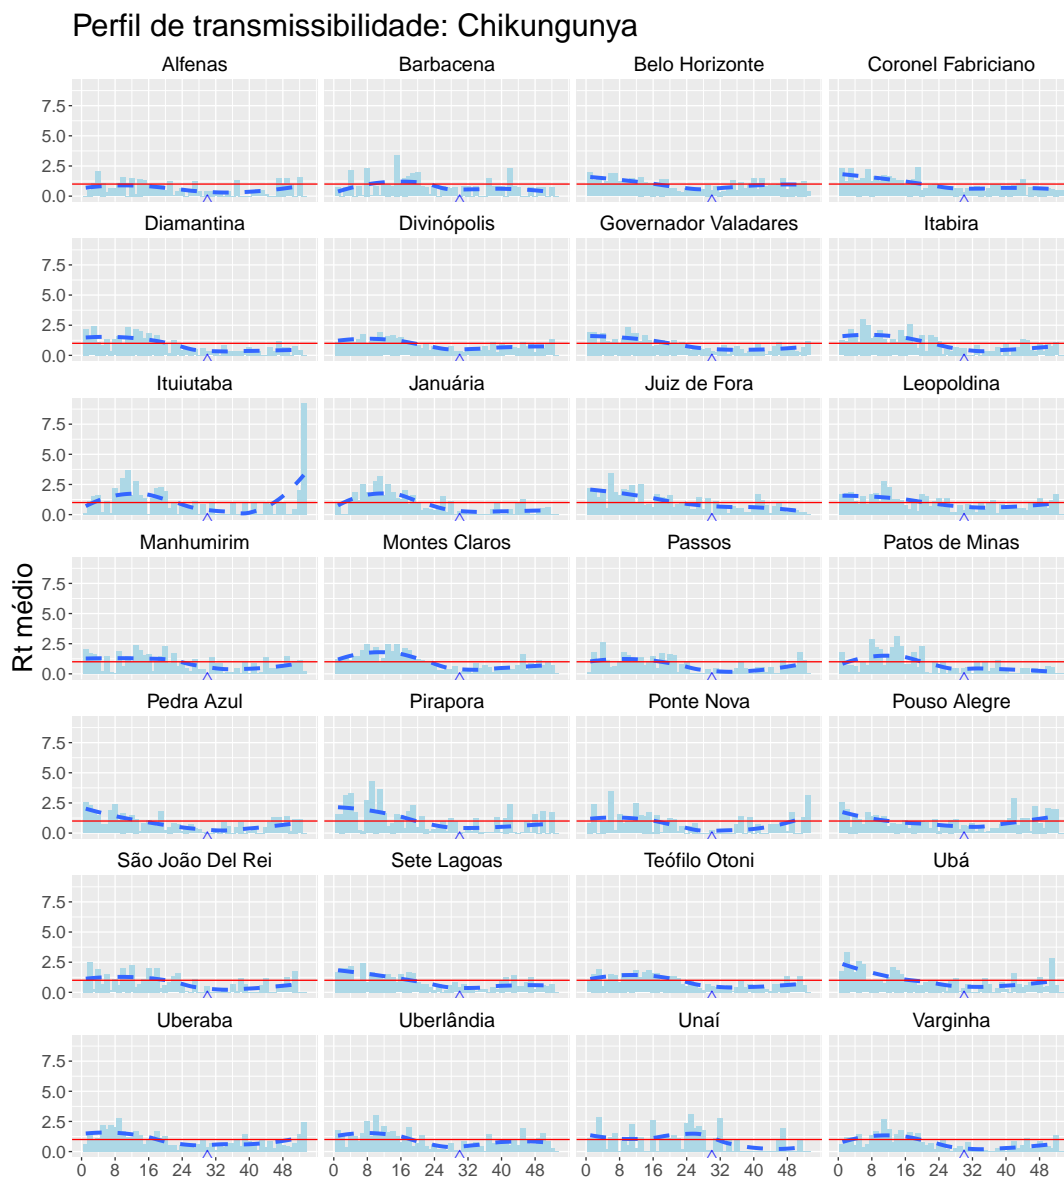 Perfil de transmissibilidade: Chikungunya
Alfenas Barbacena Belo Horizonte Coronel Fabriciano
7.5
5.0
2.5
0.0
Diamantina Divinópolis Governador Valadares Itabira
7.5
5.0
2.5
0.0
Ituiutaba Januária Juiz de Fora Leopoldina
7.5
5.0
2.5
0.0
Manhumirim Montes Claros Passos Patos de Minas
Rt médio
7.5
5.0
2.5
0.0
Pedra Azul Pirapora Ponte Nova Pouso Alegre
7.5
5.0
2.5
0.0
São João Del Rei Sete Lagoas Teófilo Otoni Ubá
7.5
5.0
2.5
0.0
Uberaba Uberlândia Unaí Varginha
7.5
5.0
2.5
0.0
0 8 16 24 32 40 48 0 8 16 24 32 40 48 0 8 16 24 32 40 48 0 8 16 24 32 40 48